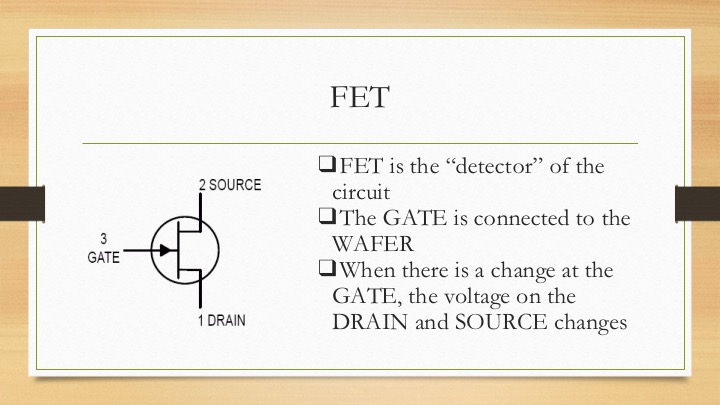 FET
2 SOURCE
3
GATE
1 DRAIN
❑FET is the “detector” of the
circuit
❑The GATE is connected to the
WAFER
❑When there is a change at the
GATE, the voltage on the
DRAIN and SOURCE changes